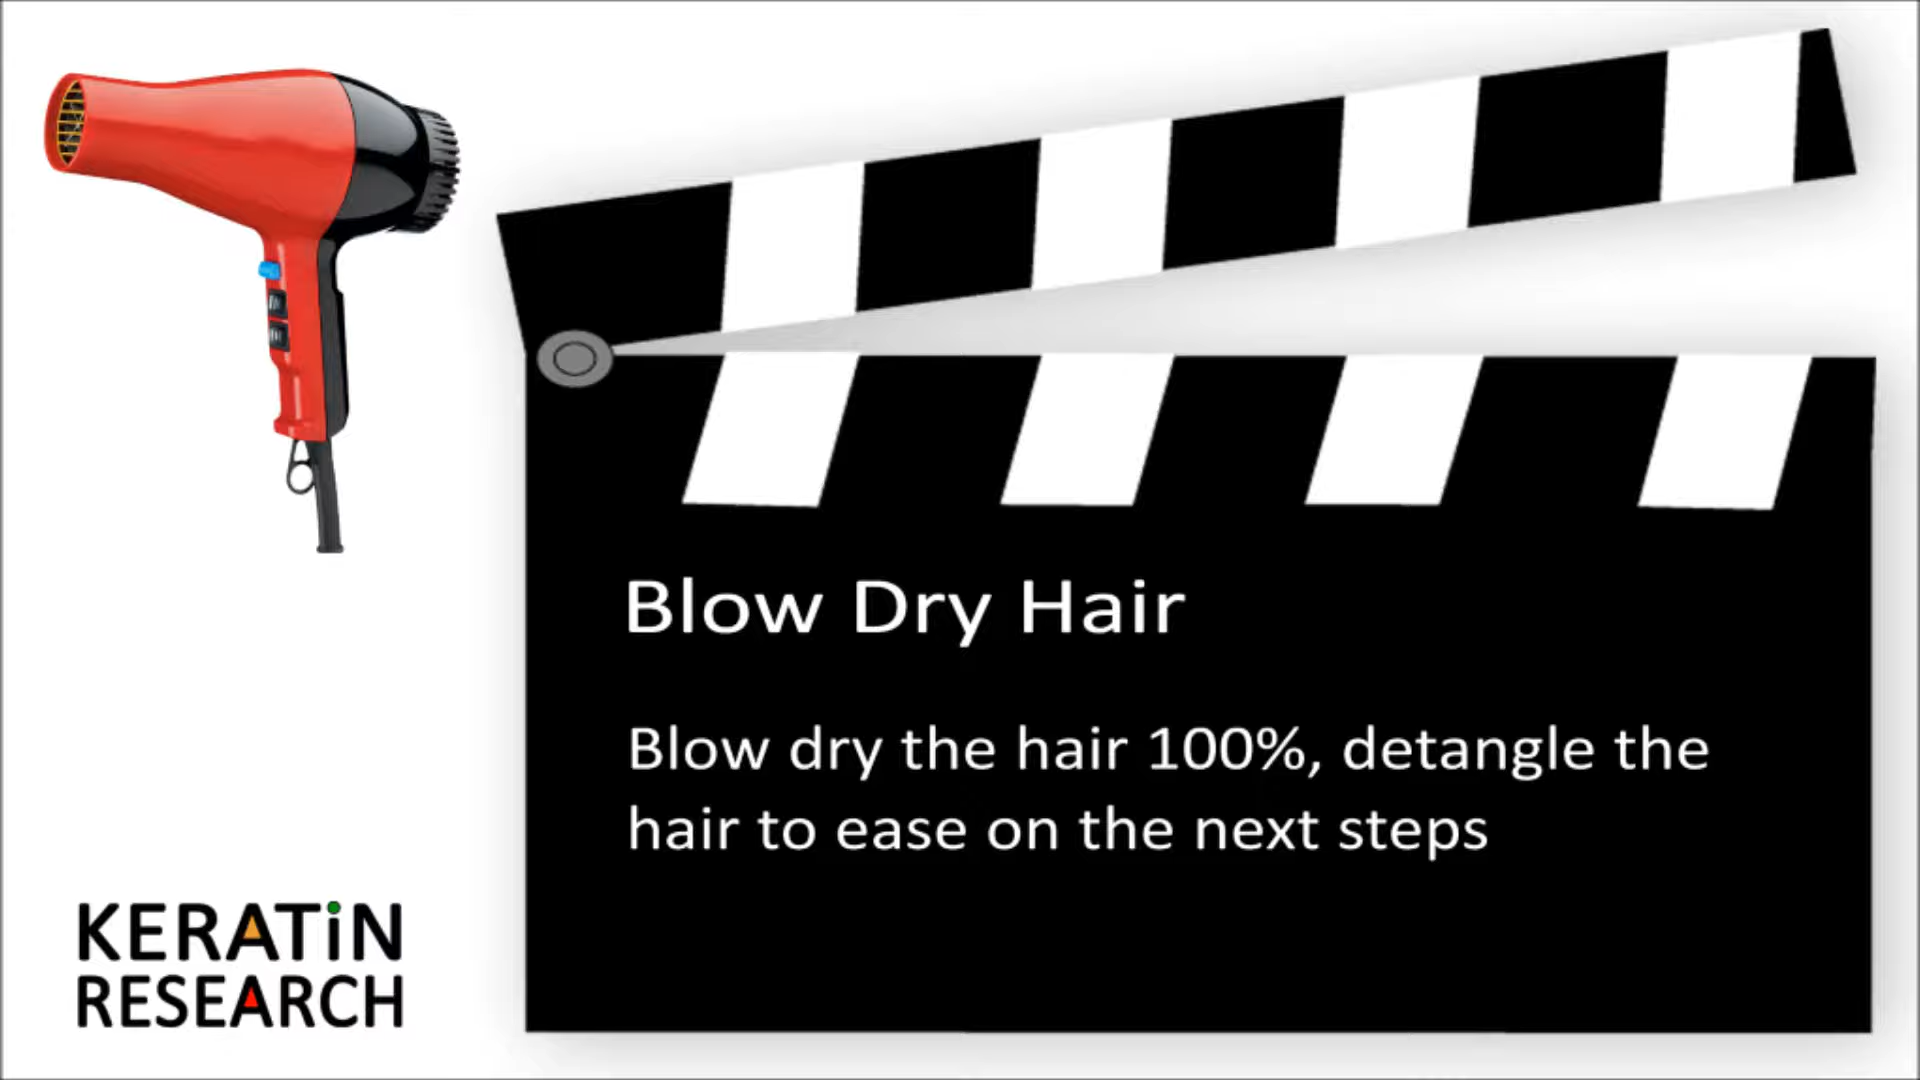 Blow Dry Hair
Blow dry the hair 100%, detangle the
hair to ease on the next steps
KERATiN
RESEARCH